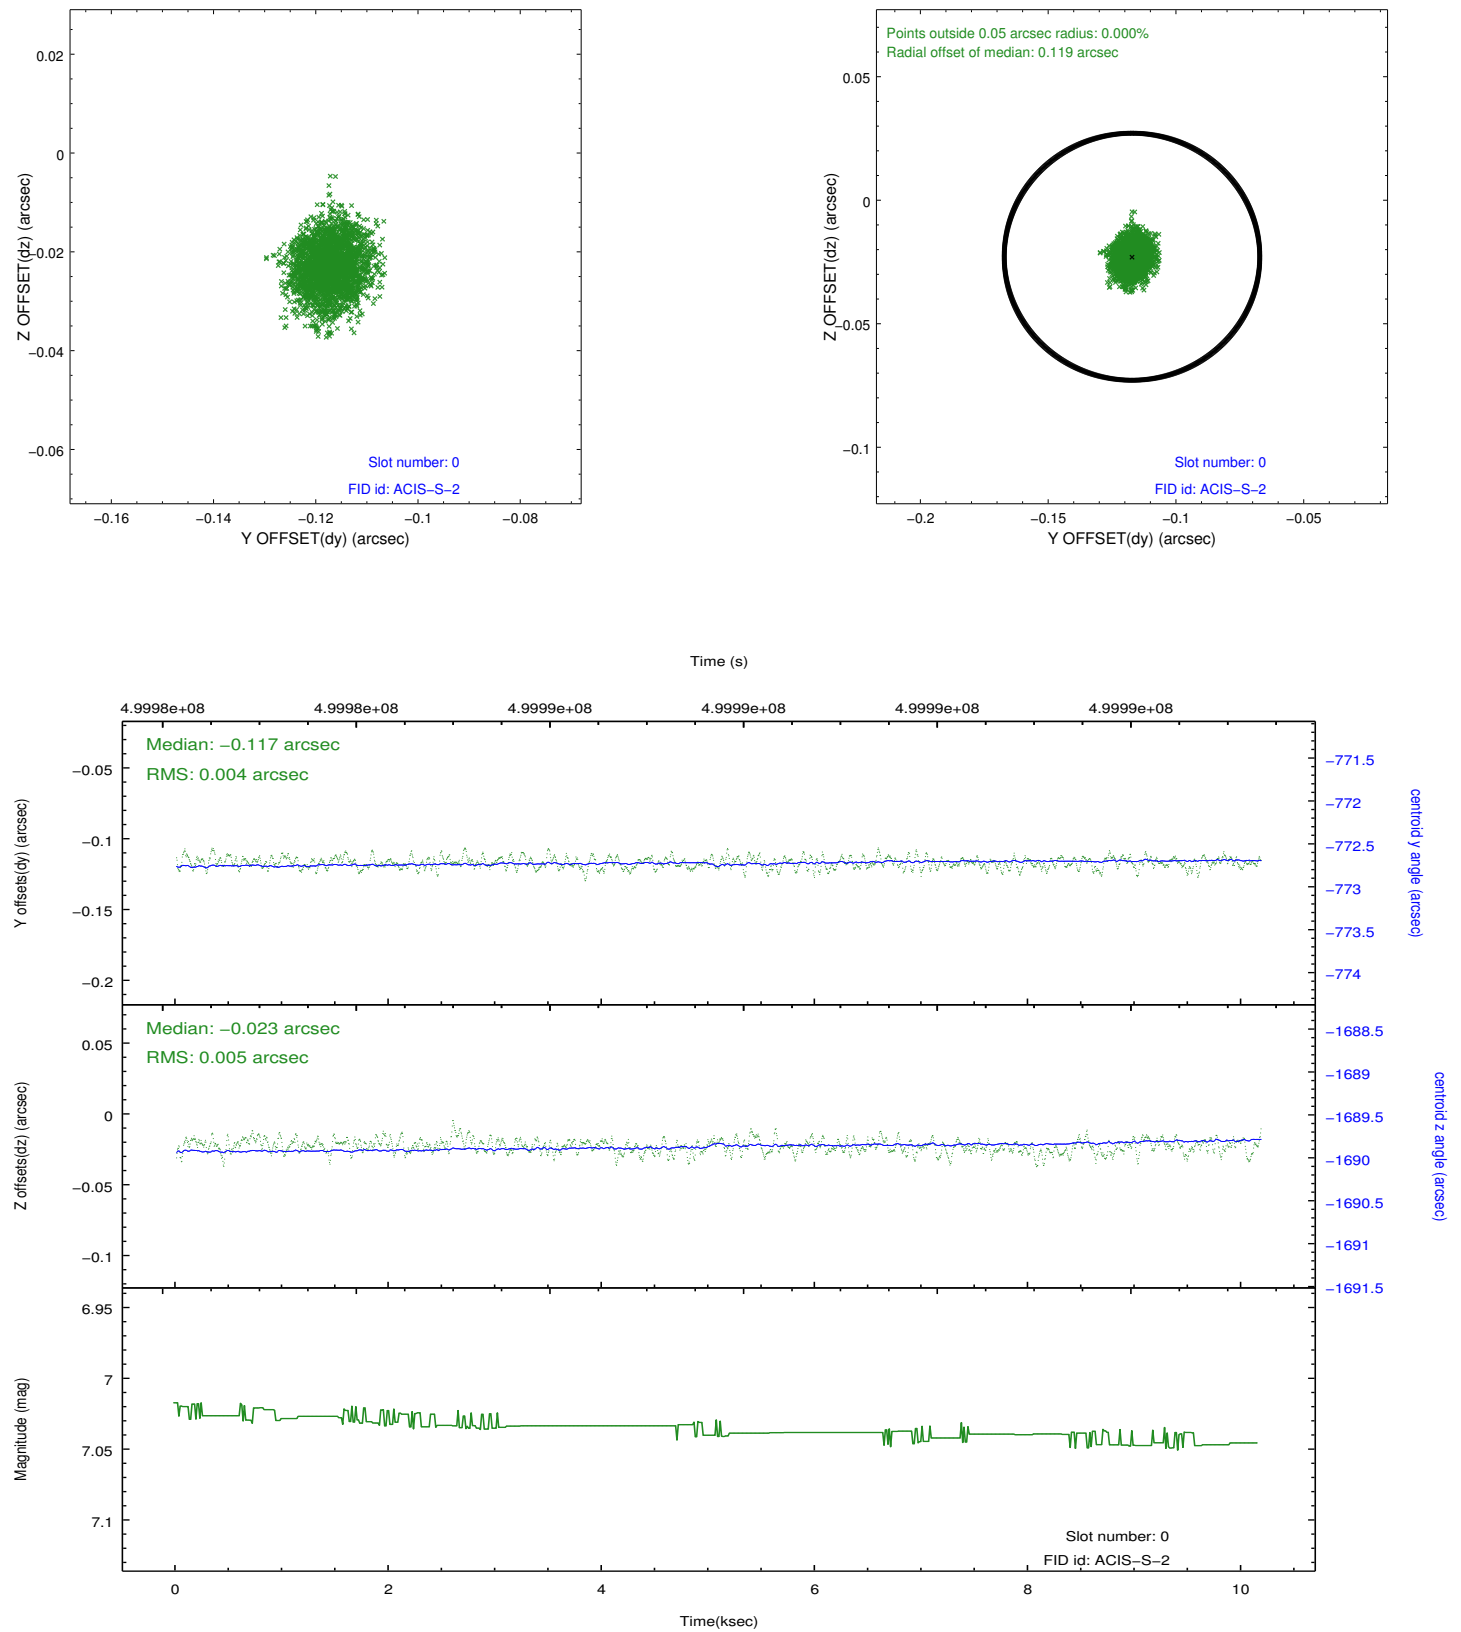 0.02
0
−0.02
−0.04
−0.06
Z OFFSET(dz) (arcsec)
Slot number: 0
FID id: ACIS−S−2
−0.16 −0.14 −0.12 −0.1 −0.08
Y OFFSET(dy) (arcsec)
Points outside 0.05 arcsec radius: 0.000%
Radial offset of median: 0.119 arcsec
0.05
0
−0.05
−0.1
Z OFFSET(dz) (arcsec)
Slot number: 0
FID id: ACIS−S−2
−0.2 −0.15 −0.1 −0.05
Y OFFSET(dy) (arcsec)
Time (s)
4.9998e+08 4.9998e+08 4.9999e+08 4.9999e+08 4.9999e+08 4.9999e+08
Median: −0.117 arcsec
RMS: 0.004 arcsec
−0.05
−0.1
−0.15
−0.2
Y offsets(dy) (arcsec)
−771.5
−772
−772.5
−773
−773.5
−774
centroid y angle (arcsec)
Median: −0.023 arcsec
RMS: 0.005 arcsec
0.05
0
−0.05
−0.1
Z offsets(dz) (arcsec)
−1688.5
−1689
−1689.5
−1690
−1690.5
−1691
−1691.5
centroid z angle (arcsec)
6.95
7
7.05
7.1
Magnitude (mag)
Slot number: 0
FID id: ACIS−S−2
0 2 4 6 8 10
Time(ksec)